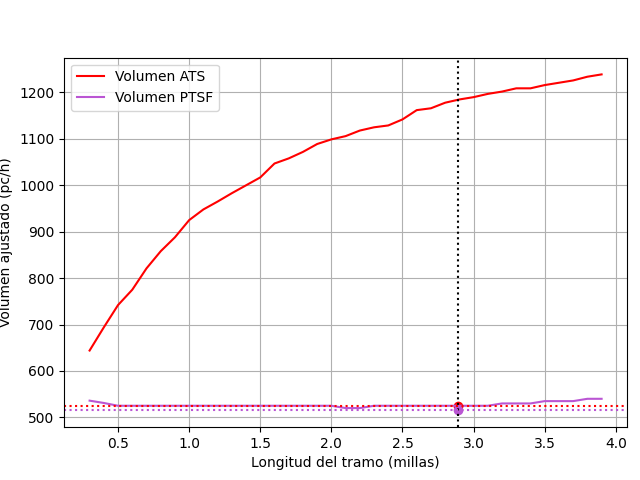 Volumen ATS
Volumen PTSF
Volumen ajustado (pc/h)
1200
1100
1000
900
800
700
600
500
0.5 1.0 1.5 2.0 2.5 3.0 3.5 4.0
Longitud del tramo (millas)